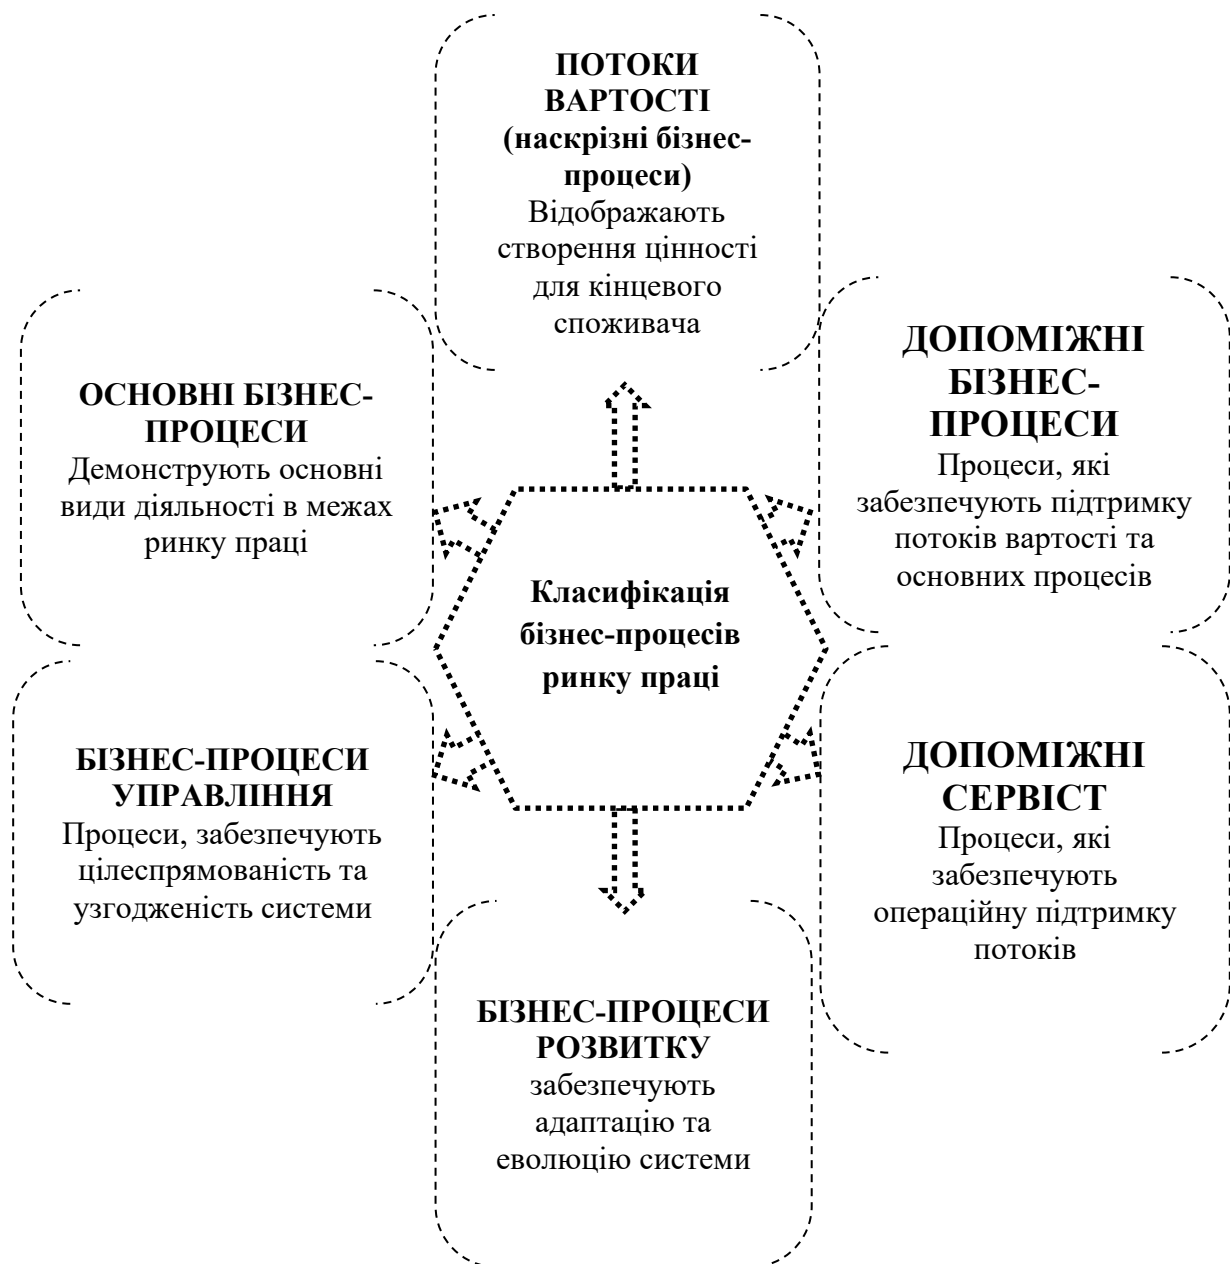 ПОТОКИ
ВАРТОСТІ
(наскрізні бізнес-
процеси)
Відображають
створення цінності
для кінцевого
споживача
ОСНОВНІ БІЗНЕС-
ПРОЦЕСИ
Демонструють основні
види діяльності в межах
ринку праці
ДОПОМІЖНІ
БІЗНЕС-
ПРОЦЕСИ
Процеси, які
забезпечують підтримку
потоків вартості та
основних процесів
Класифікація
бізнес-процесів
ринку праці
БІЗНЕС-ПРОЦЕСИ
УПРАВЛІННЯ
Процеси, забезпечують
цілеспрямованість та
узгодженість системи
ДОПОМІЖНІ
СЕРВІСТ
Процеси, які
забезпечують
операційну підтримку
потоків
БІЗНЕС-ПРОЦЕСИ
РОЗВИТКУ
забезпечують
адаптацію та
еволюцію системи